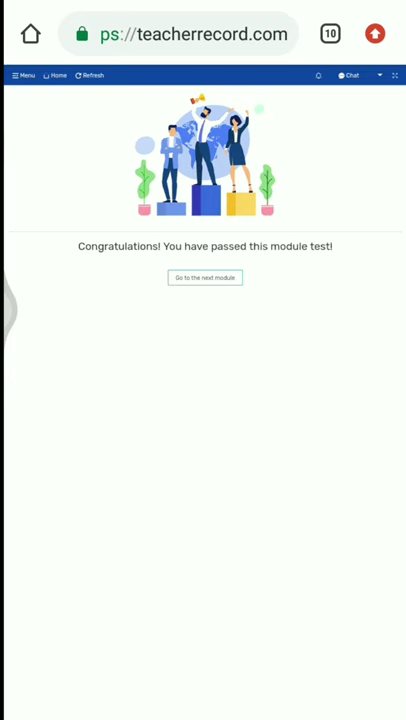 ps://teacherrecord.com
10
Menu Home Refresh Chat
Congratulations! You have passed this module test!
Go to the next module